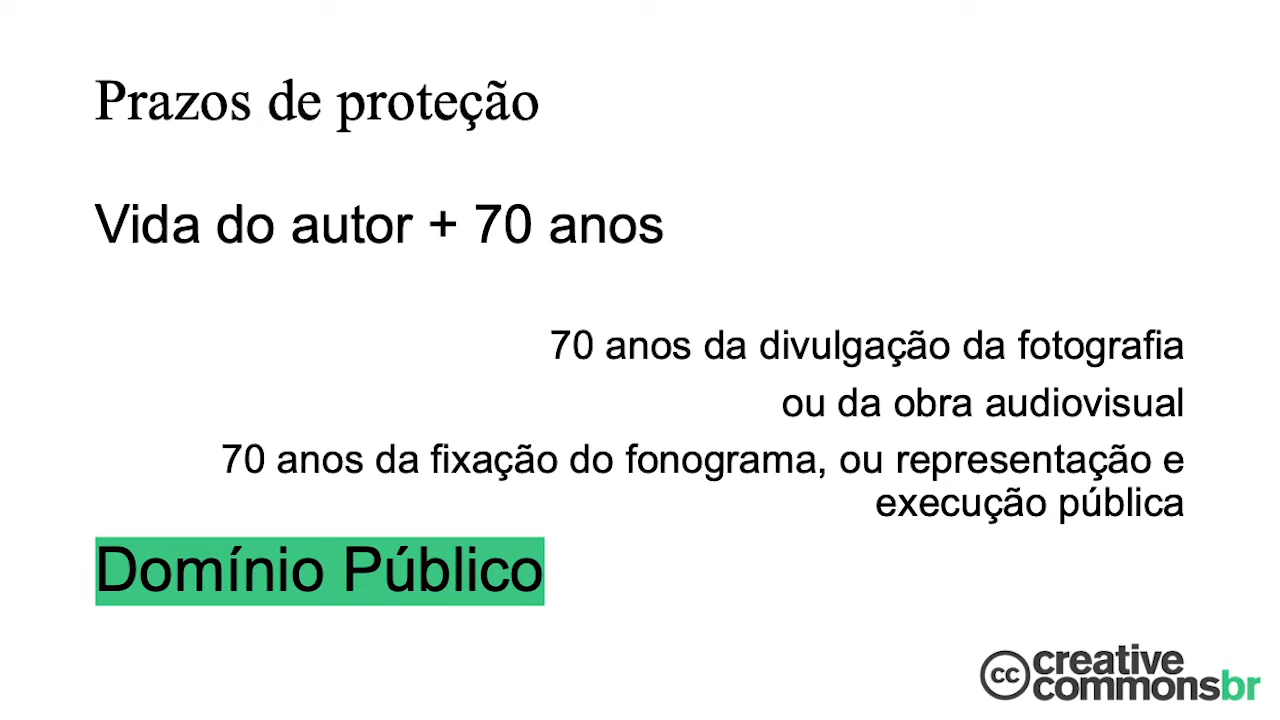 Prazos de proteção
Vida do autor + 70 anos
70 anos da divulgação da fotografia
ou da obra audiovisual
70 anos da fixação do fonograma, ou representação e
execução pública
Domínio Público
cc creative
commonsbr